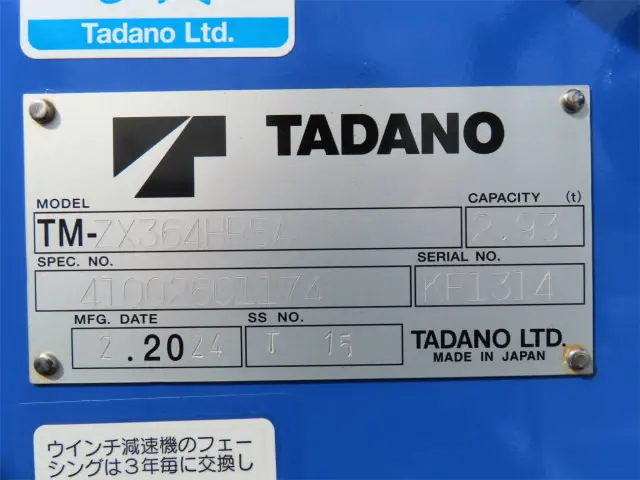 Tadano Ltd.
TADANO
MODEL
CAPACITY (t)
TM-ZX364HRSA
2.93
SPEC. NO.
SERIAL NO.
41002601174
KF1314
MFG. DATE
SS NO.
2.2024
J 15
TADANO LTD.
MADE IN JAPAN
ウインチ減速機のフェー
シングは3年毎に交換し